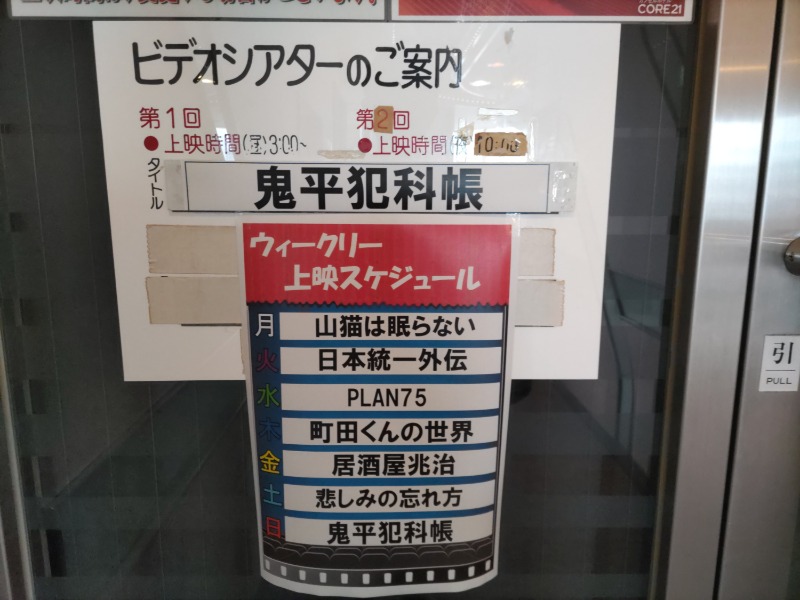 CORE21
ビデオシアターのご案内
第1回
●上映時間(昼)3:00~
第2回
●上映時間
タイトル
鬼平犯科帳
ウィークリー
上映スケジュール
月 山猫は眠らない
火 日本統一外伝
水 PLAN75
木 町田くんの世界
金 居酒屋兆治
土 悲しみの忘れ方
日 鬼平犯科帳
引
PULL